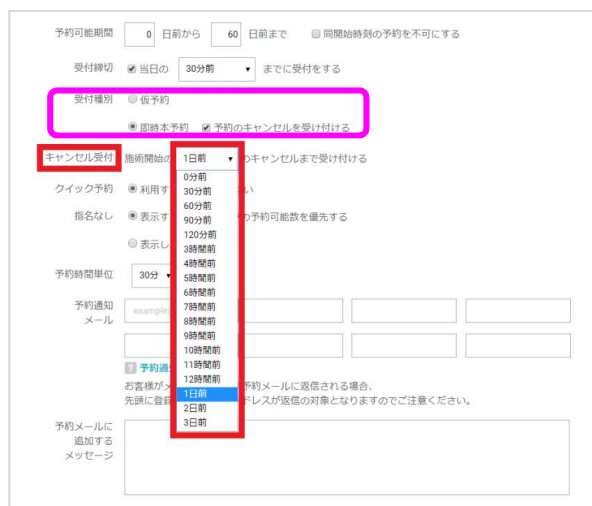 予約可能期間 0 日前から 60 日前まで 同開始時刻の予約を不可にする
受付締切 当日の 30分前 までに受付をする
受付種別 仮予約
即時本予約 予約のキャンセルを受け付ける
キャンセル受付 施術開始の 1日前 のキャンセルまで受け付ける
0分前
30分前
60分前
90分前
120分前
3時間前
4時間前
5時間前
6時間前
7時間前
8時間前
9時間前
10時間前
11時間前
12時間前
1日前
2日前
3日前
クイック予約 利用す い
指名なし 表示す の予約可能数を優先する
表示し
予約時間単位 30分
予約通知
メール
example
予約通
お客様がメ 予約メールに返信される場合、
先頭に登録 ドレスが返信の対象となりますのでご注意ください。
予約メールに
追加する
メッセージ